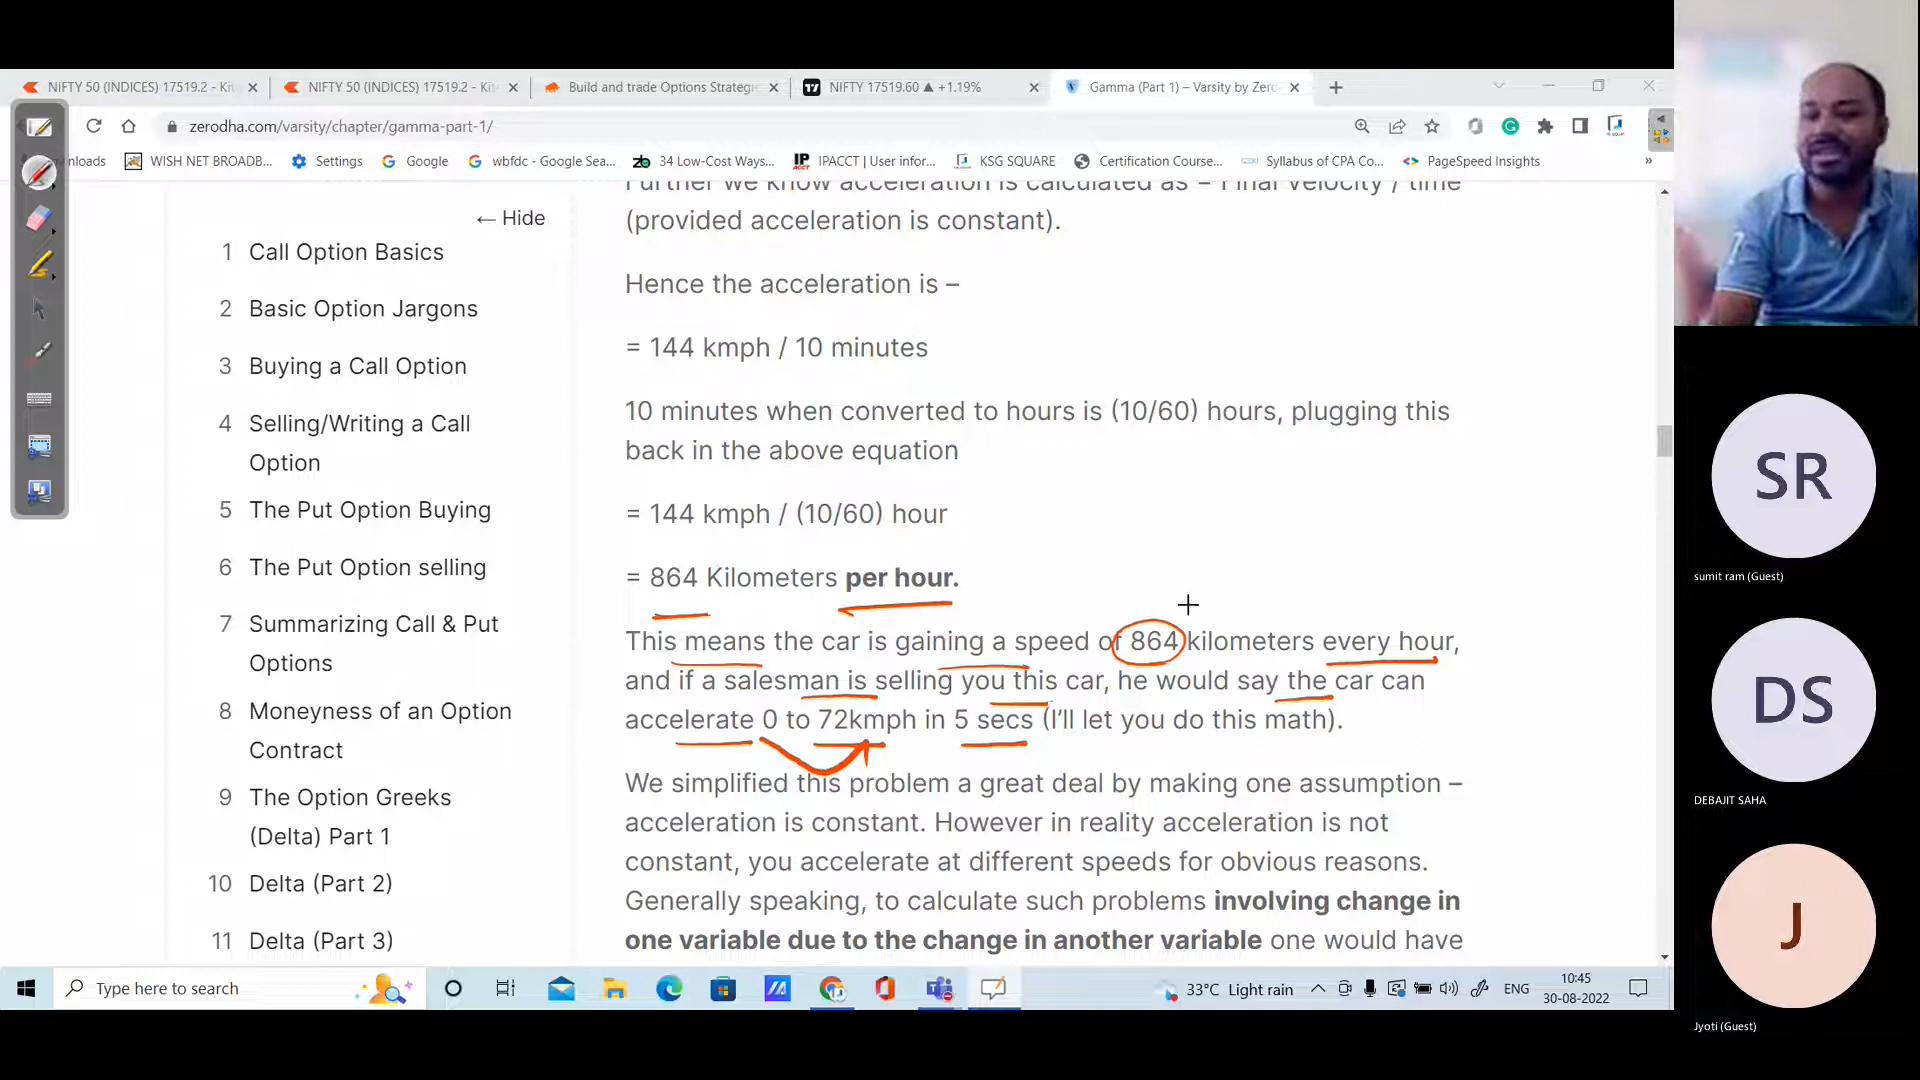 NIFTY 50 (INDICES) 17519.2 - Ki
NIFTY 50 (INDICES) 17519.2 - Ki
Build and trade Options Strategi
NIFTY 17519.60 ▲ +1.19%
Gamma (Part 1) – Varsity by Zero
zerodha.com/varsity/chapter/gamma-part-1/
WISH NET BROADB...
Settings
Google
wbfdc - Google Sea...
34 Low-Cost Ways...
IPACCT | User infor...
KSG SQUARE
Certification Course...
Syllabus of CPA Co...
PageSpeed Insights
»
← Hide
1 Call Option Basics
2 Basic Option Jargons
3 Buying a Call Option
4 Selling/Writing a Call
Option
5 The Put Option Buying
6 The Put Option selling
7 Summarizing Call & Put
Options
8 Moneyness of an Option
Contract
9 The Option Greeks
(Delta) Part 1
10 Delta (Part 2)
11 Delta (Part 3)
Further we know acceleration is calculated as = Final Velocity / time
(provided acceleration is constant).
Hence the acceleration is –
= 144 kmph / 10 minutes
10 minutes when converted to hours is (10/60) hours, plugging this
back in the above equation
= 144 kmph / (10/60) hour
= 864 Kilometers per hour.
This means the car is gaining a speed of 864 kilometers every hour,
and if a salesman is selling you this car, he would say the car can
accelerate 0 to 72kmph in 5 secs (I'll let you do this math).
We simplified this problem a great deal by making one assumption –
acceleration is constant. However in reality acceleration is not
constant, you accelerate at different speeds for obvious reasons.
Generally speaking, to calculate such problems involving change in
one variable due to the change in another variable one would have
SR
sumit ram (Guest)
DS
DEBAJIT SAHA
J
Jyoti (Guest)
Type here to search
33°C Light rain
ENG
10:45
30-08-2022